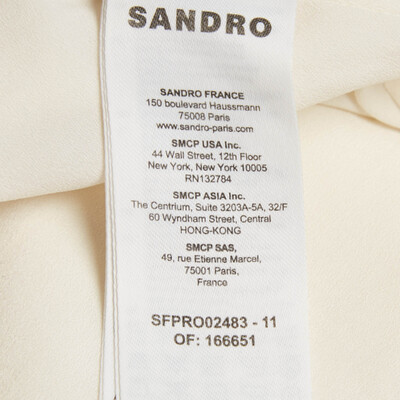 SANDRO
SANDRO FRANCE
150 boulevard Haussmann
75008 Paris
www.sandro-paris.com
SMCP USA Inc.
44 Wall Street, 12th Floor
New York, New York 10005
RN132784
SMCP ASIA Inc.
The Centrium, Suite 3203A-5A, 32/F
60 Wyndham Street, Central
HONG-KONG
SMCP SAS,
49, rue Etienne Marcel,
75001 Paris,
France
SFPRO02483 - 11
OF: 166651